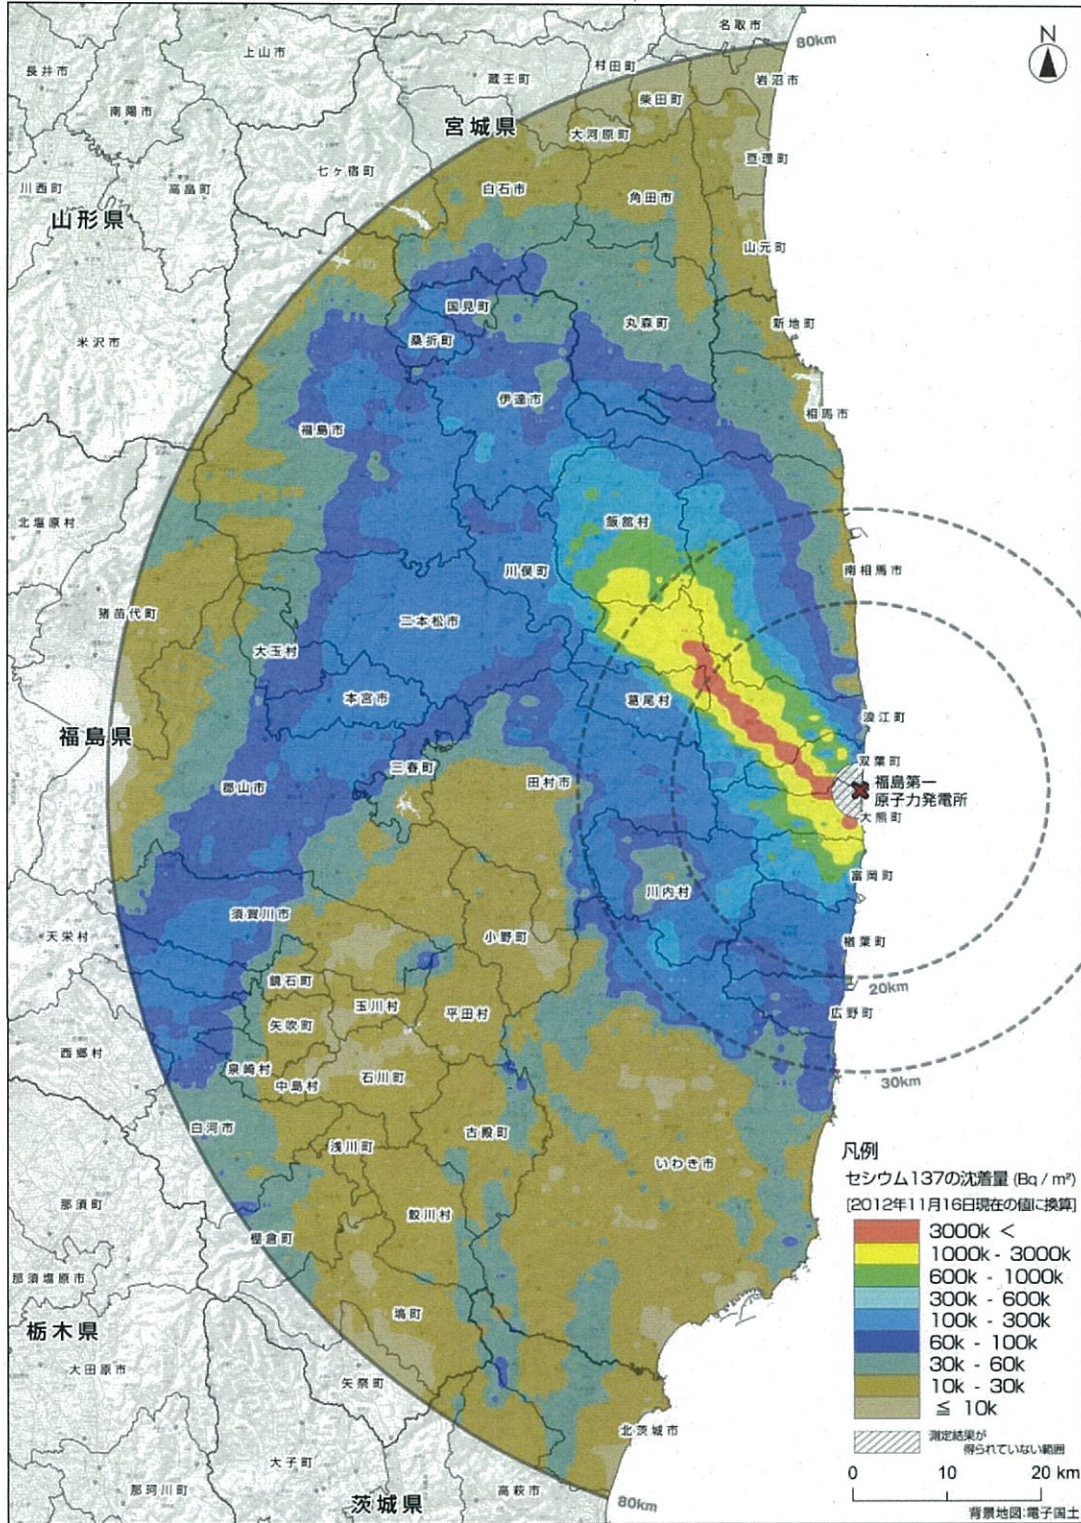 名取市
80km
N
上山市
長井市
村田町
岩沼市
蔵王町
柴田町
南陽市
宮城県
大河原町
亘理町
七ヶ宿町
川西町
高畠町
白石市
角田市
山形県
山元町
国見町
丸森町
新地町
米沢市
桑折町
伊達市
相馬市
福島市
北塩原村
飯舘村
川俣町
南相馬市
猪苗代町
二本松市
大玉村
本宮市
葛尾村
浪江町
福島県
双葉町
三春町
田村市
郡山市
福島第一
原子力発電所
大熊町
富岡町
川内村
須賀川市
天栄村
小野町
楢葉町
鏡石町
20km
玉川村
平田村
広野町
矢吹町
西郷村
泉崎村
石川町
30km
中島村
白河市
古殿町
浅川町
いわき市
凡例
セシウム137の沈着量 (Bq / m²)
[2012年11月16日現在の値に換算]
那須町
鮫川村
棚倉町
3000k <
1000k - 3000k
600k - 1000k
300k - 600k
100k - 300k
60k - 100k
30k - 60k
10k - 30k
≦ 10k
測定結果が
得られていない範囲
那須塩原市
塙町
栃木県
大田原市
矢祭町
北茨城市
大子町
0 10 20 km
那珂川町
茨城県
高萩市
80km
背景地図:電子国土